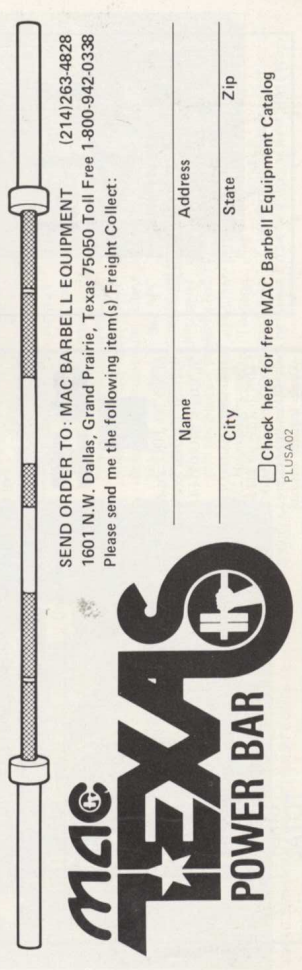 MAC
TEXAS
POWER BAR
SEND ORDER TO: MAC BARBELL EQUIPMENT (214)263-4828
1601 N.W. Dallas, Grand Prairie, Texas 75050 Toll Free 1-800-942-0338
Please send me the following item(s) Freight Collect:
Name Address
City State Zip
Check here for free MAC Barbell Equipment Catalog
PLUSA02